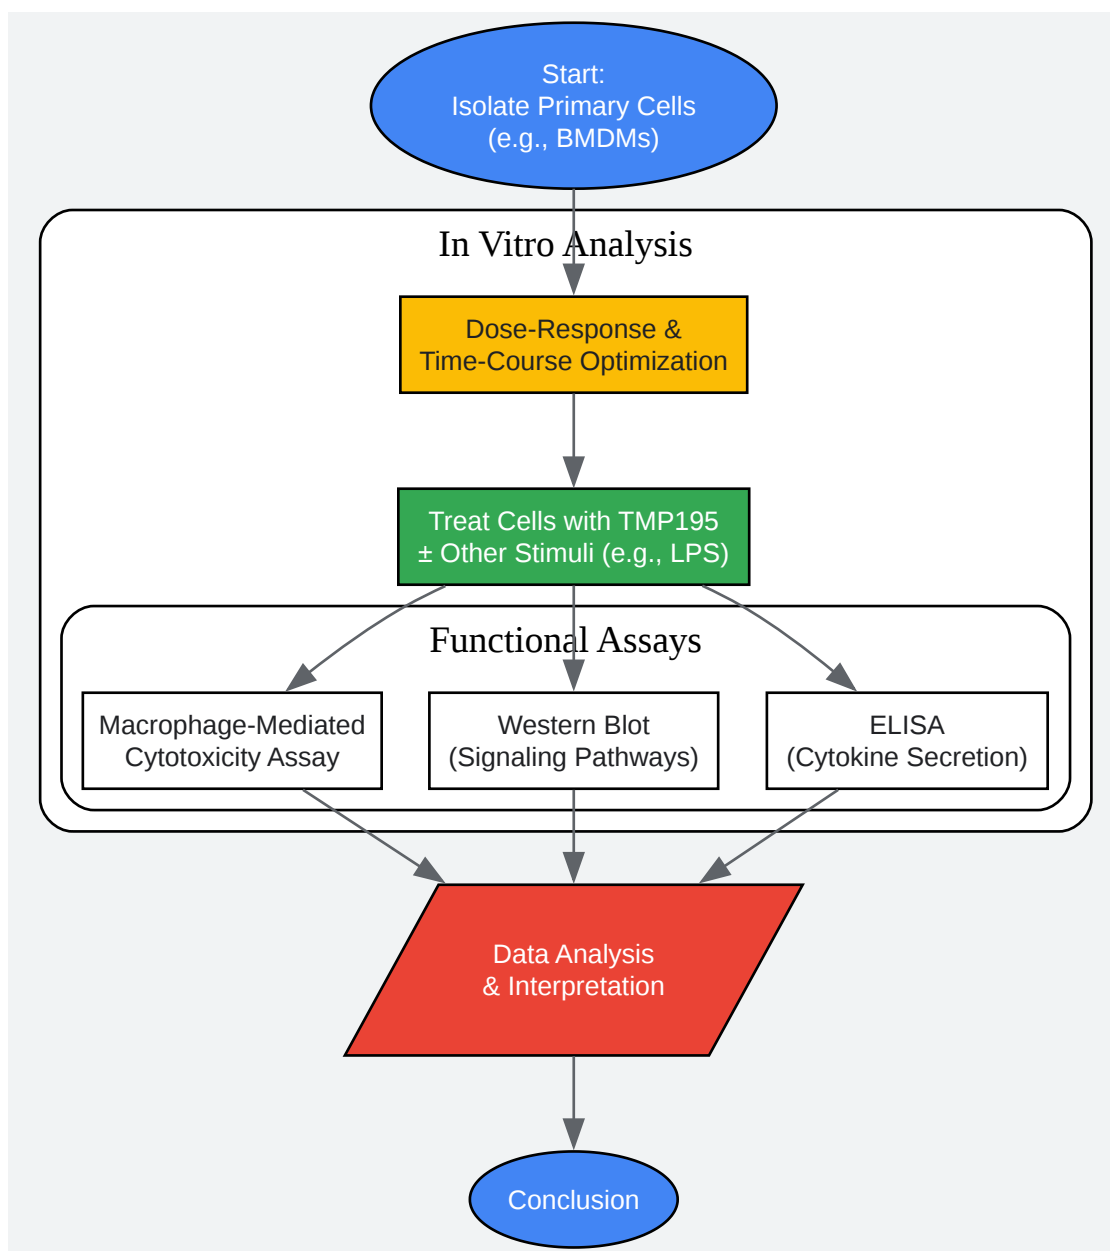 Start:
Isolate Primary Cells
(e.g., BMDMs)
In Vitro Analysis
Dose-Response &
Time-Course Optimization
Treat Cells with TMP195
± Other Stimuli (e.g., LPS)
Functional Assays
Macrophage-Mediated
Cytotoxicity Assay
Western Blot
(Signaling Pathways)
ELISA
(Cytokine Secretion)
Data Analysis
& Interpretation
Conclusion